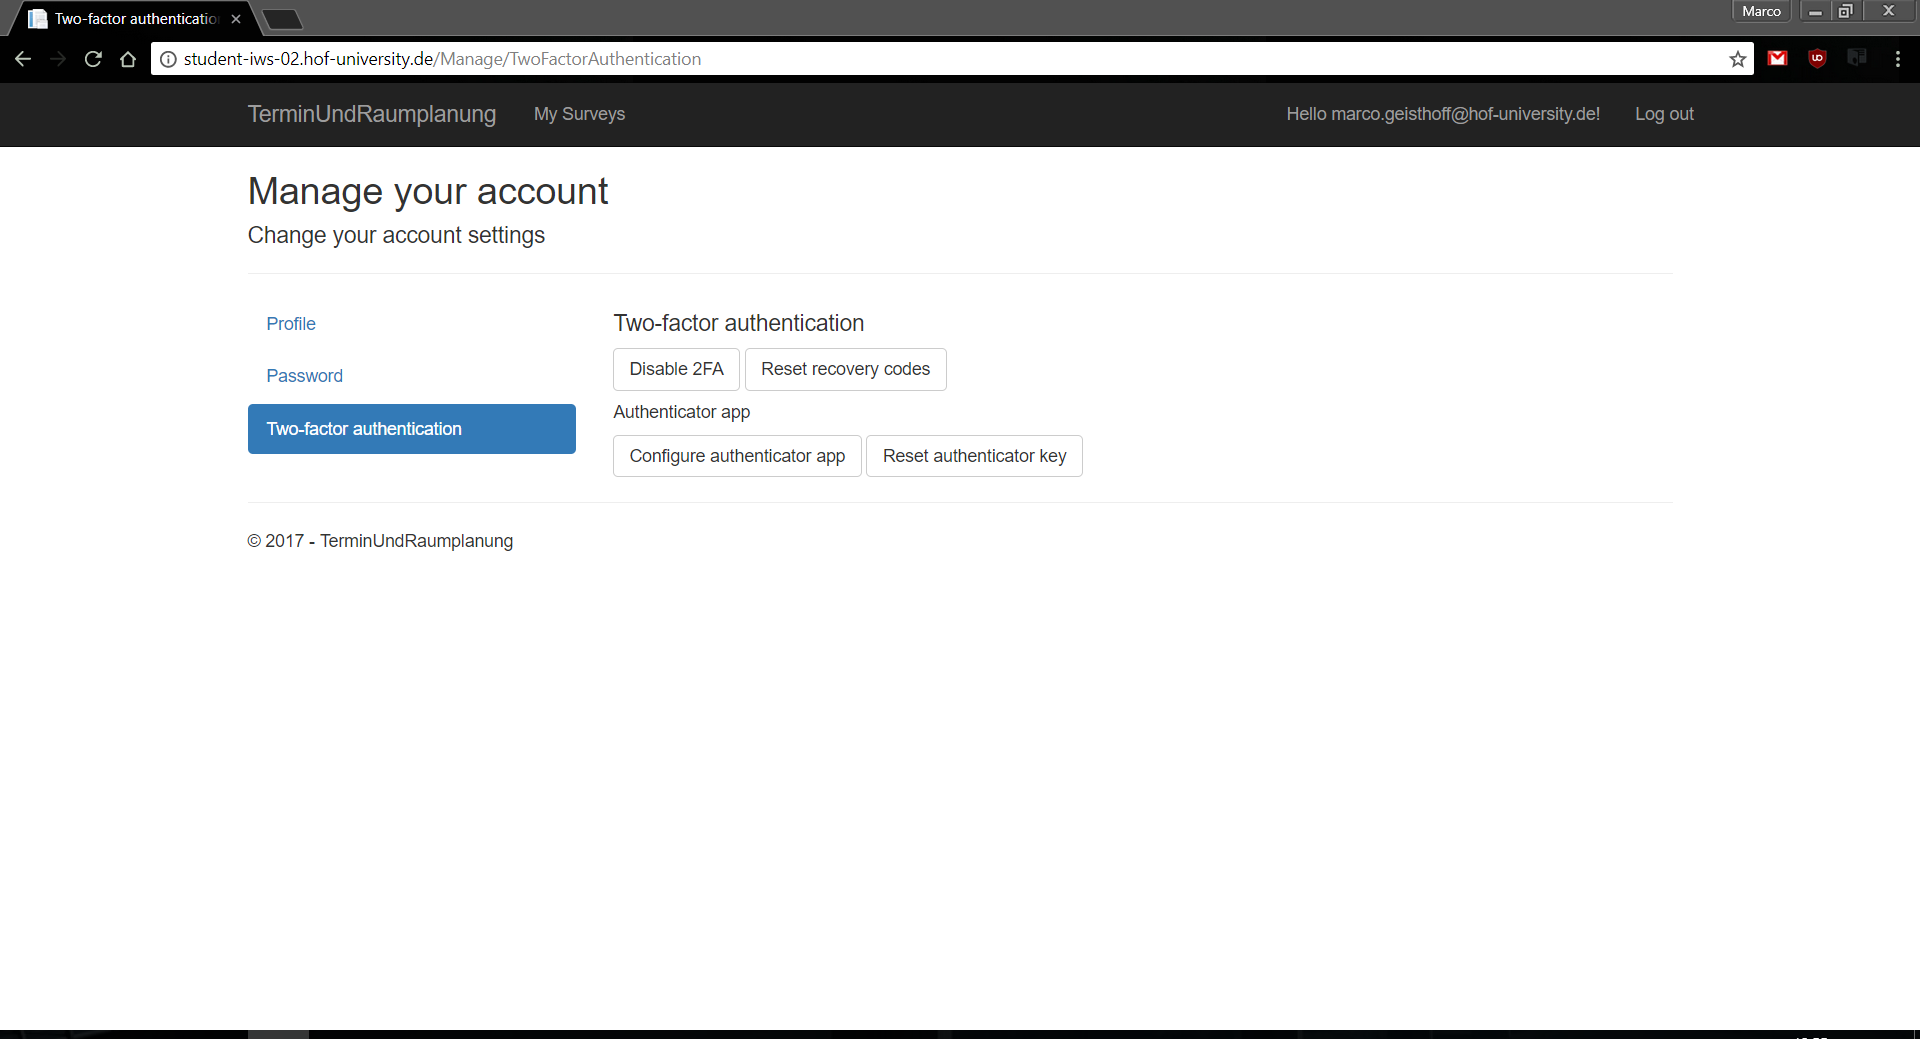 Two-factor authenticatio
Marco
student-iws-02.hof-university.de/Manage/TwoFactorAuthentication
TerminUndRaumplanung My Surveys Hello marco.geisthoff@hof-university.de! Log out
Manage your account
Change your account settings
Profile
Password
Two-factor authentication
Two-factor authentication
Disable 2FA Reset recovery codes
Authenticator app
Configure authenticator app Reset authenticator key
© 2017 - TerminUndRaumplanung